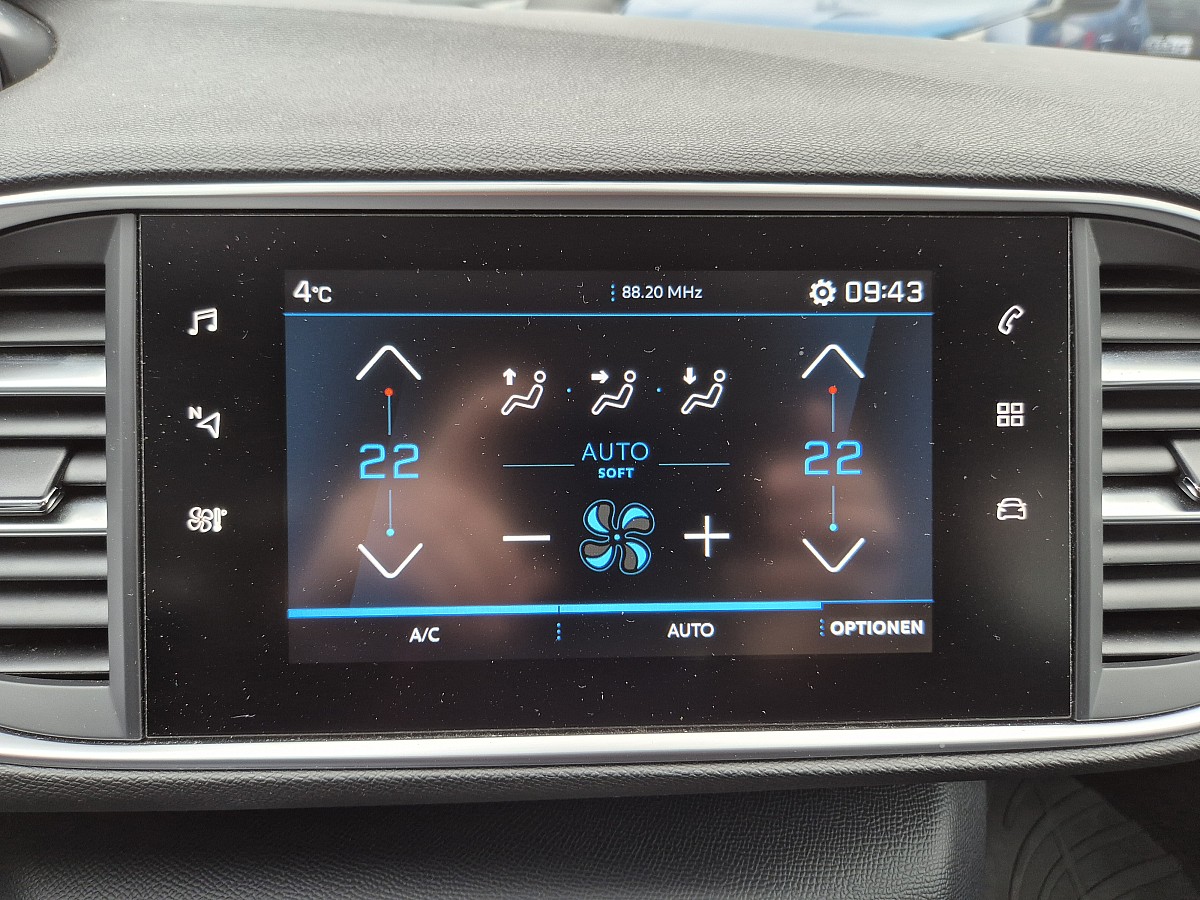 4°C
88.20 MHz
09:43
N
22
AUTO
SOFT
22
A/C
AUTO
OPTIONEN